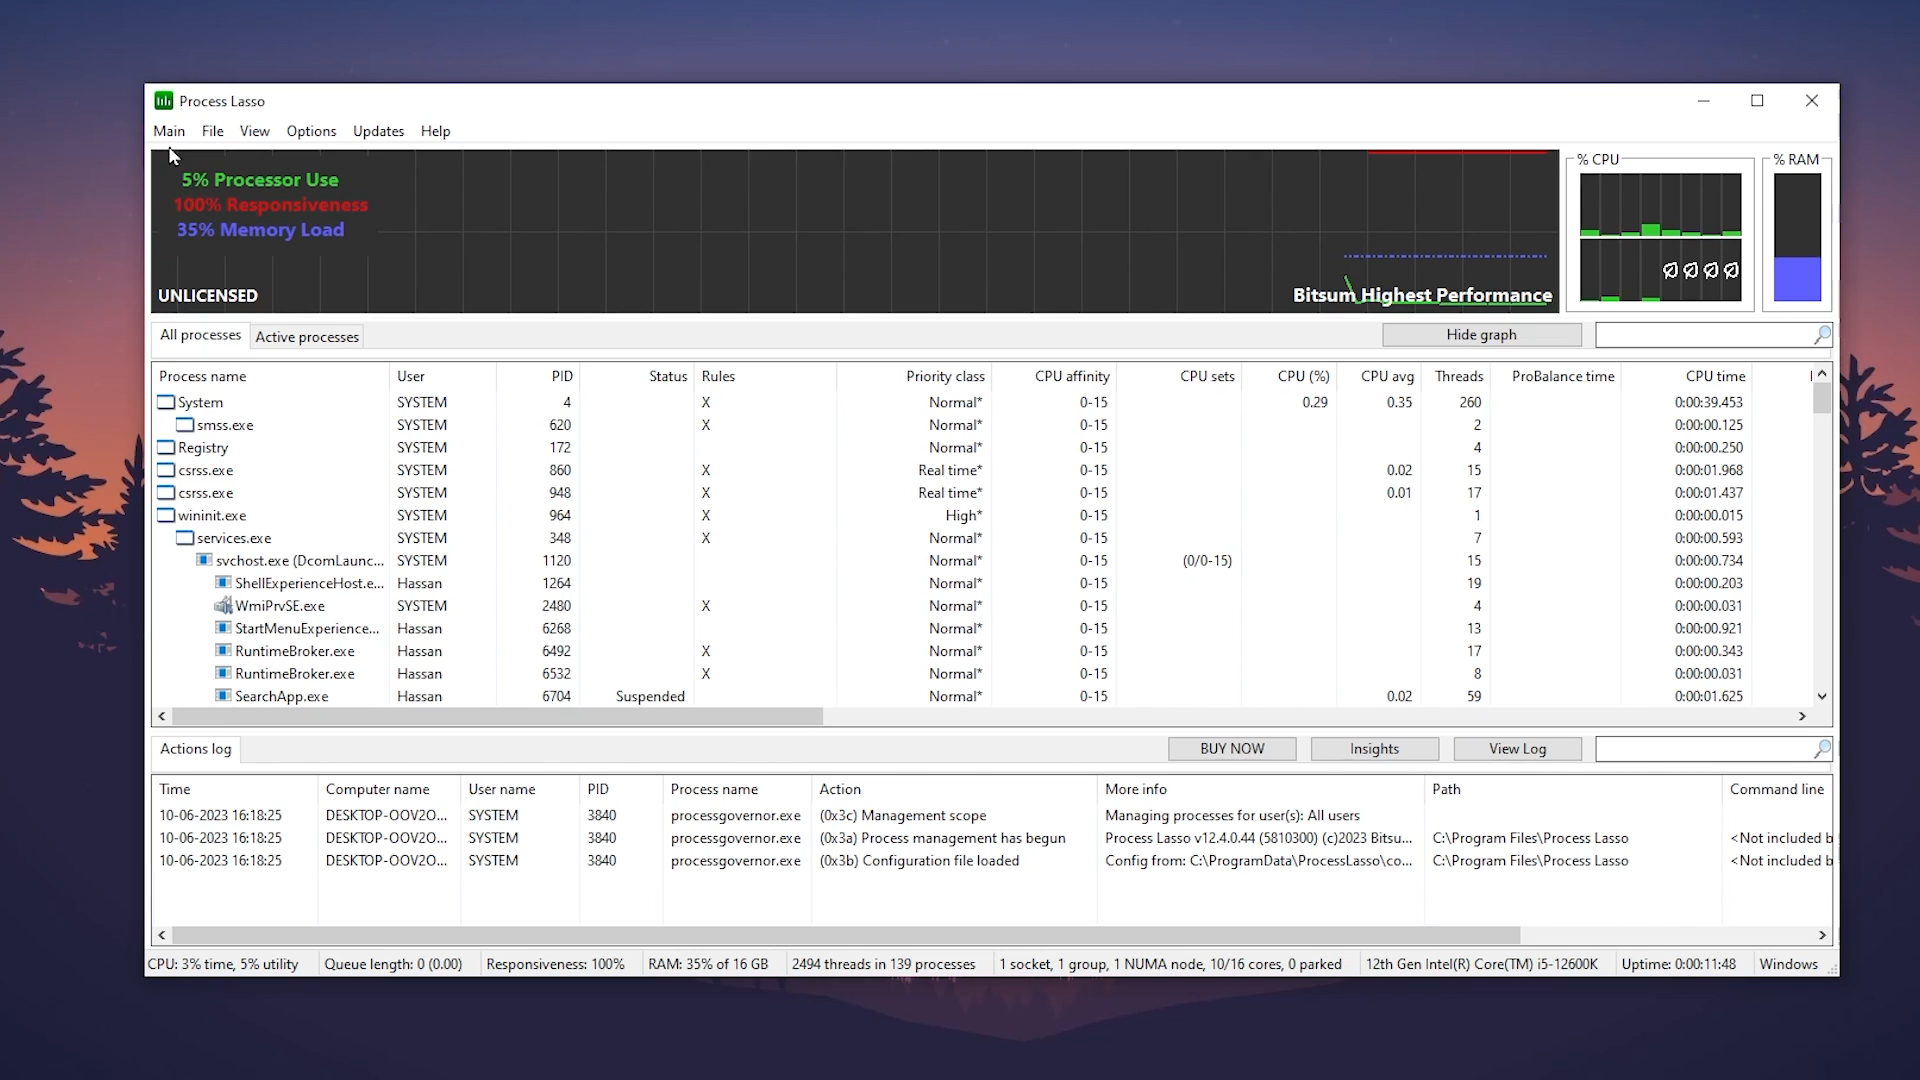 Process Lasso
Main File View Options Updates Help
5% Processor Use
100% Responsiveness
35% Memory Load
UNLICENSED
Bitsum Highest Performance
% CPU
% RAM
All processes Active processes Hide graph
Process name User PID Status Rules Priority class CPU affinity CPU sets CPU (%) CPU avg Threads ProBalance time CPU time
System SYSTEM 4 X Normal* 0-15 0.29 0.35 260 0:00:39.453
smss.exe SYSTEM 620 X Normal* 0-15 2 0:00:00.125
Registry SYSTEM 172 Normal* 0-15 4 0:00:00.250
csrss.exe SYSTEM 860 X Real time* 0-15 0.02 15 0:00:01.968
csrss.exe SYSTEM 948 X Real time* 0-15 0.01 17 0:00:01.437
wininit.exe SYSTEM 964 X High* 0-15 1 0:00:00.015
services.exe SYSTEM 348 X Normal* 0-15 7 0:00:00.593
svchost.exe (DcomLaunc... SYSTEM 1120 Normal* 0-15 (0/0-15) 15 0:00:00.734
ShellExperienceHost.e... Hassan 1264 Normal* 0-15 19 0:00:00.203
WmiPrvSE.exe SYSTEM 2480 X Normal* 0-15 4 0:00:00.031
StartMenuExperience... Hassan 6268 Normal* 0-15 13 0:00:00.921
RuntimeBroker.exe Hassan 6492 X Normal* 0-15 17 0:00:00.343
RuntimeBroker.exe Hassan 6532 X Normal* 0-15 8 0:00:00.031
SearchApp.exe Hassan 6704 Suspended Normal* 0-15 0.02 59 0:00:01.625
Actions log BUY NOW Insights View Log
Time Computer name User name PID Process name Action More info Path Command line
10-06-2023 16:18:25 DESKTOP-OOV2O... SYSTEM 3840 processgovernor.exe (0x3c) Management scope Managing processes for user(s): All users
10-06-2023 16:18:25 DESKTOP-OOV2O... SYSTEM 3840 processgovernor.exe (0x3a) Process management has begun Process Lasso v12.4.0.44 (5810300) (c)2023 Bitsu... C:\Program Files\Process Lasso <Not included b
10-06-2023 16:18:25 DESKTOP-OOV2O... SYSTEM 3840 processgovernor.exe (0x3b) Configuration file loaded Config from: C:\ProgramData\ProcessLasso\co... C:\Program Files\Process Lasso <Not included b
CPU: 3% time, 5% utility Queue length: 0 (0.00) Responsiveness: 100% RAM: 35% of 16 GB 2494 threads in 139 processes 1 socket, 1 group, 1 NUMA node, 10/16 cores, 0 parked 12th Gen Intel(R) Core(TM) i5-12600K Uptime: 0:00:11:48 Windows